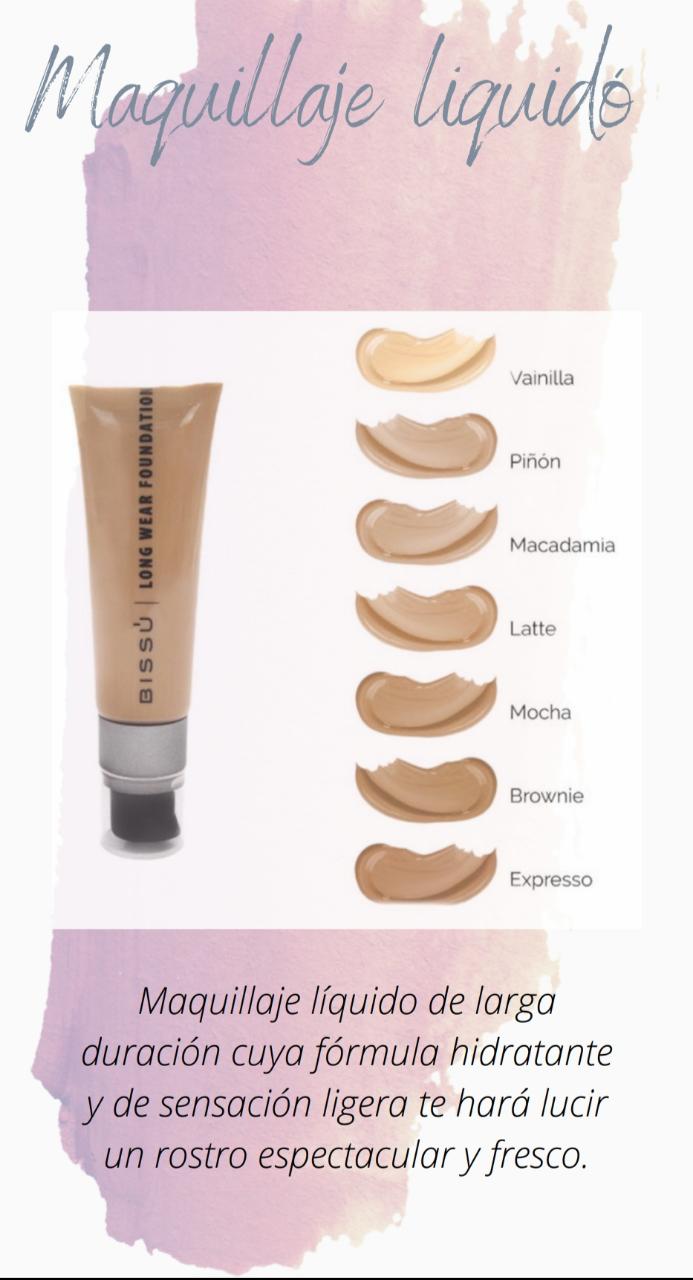 Maquillaje liquidó
BISSÚ | LONG WEAR FOUNDATION
Vainilla
Piñón
Macadamia
Latte
Mocha
Brownie
Expresso
Maquillaje líquido de larga
duración cuya fórmula hidratante
y de sensación ligera te hará lucir
un rostro espectacular y fresco.